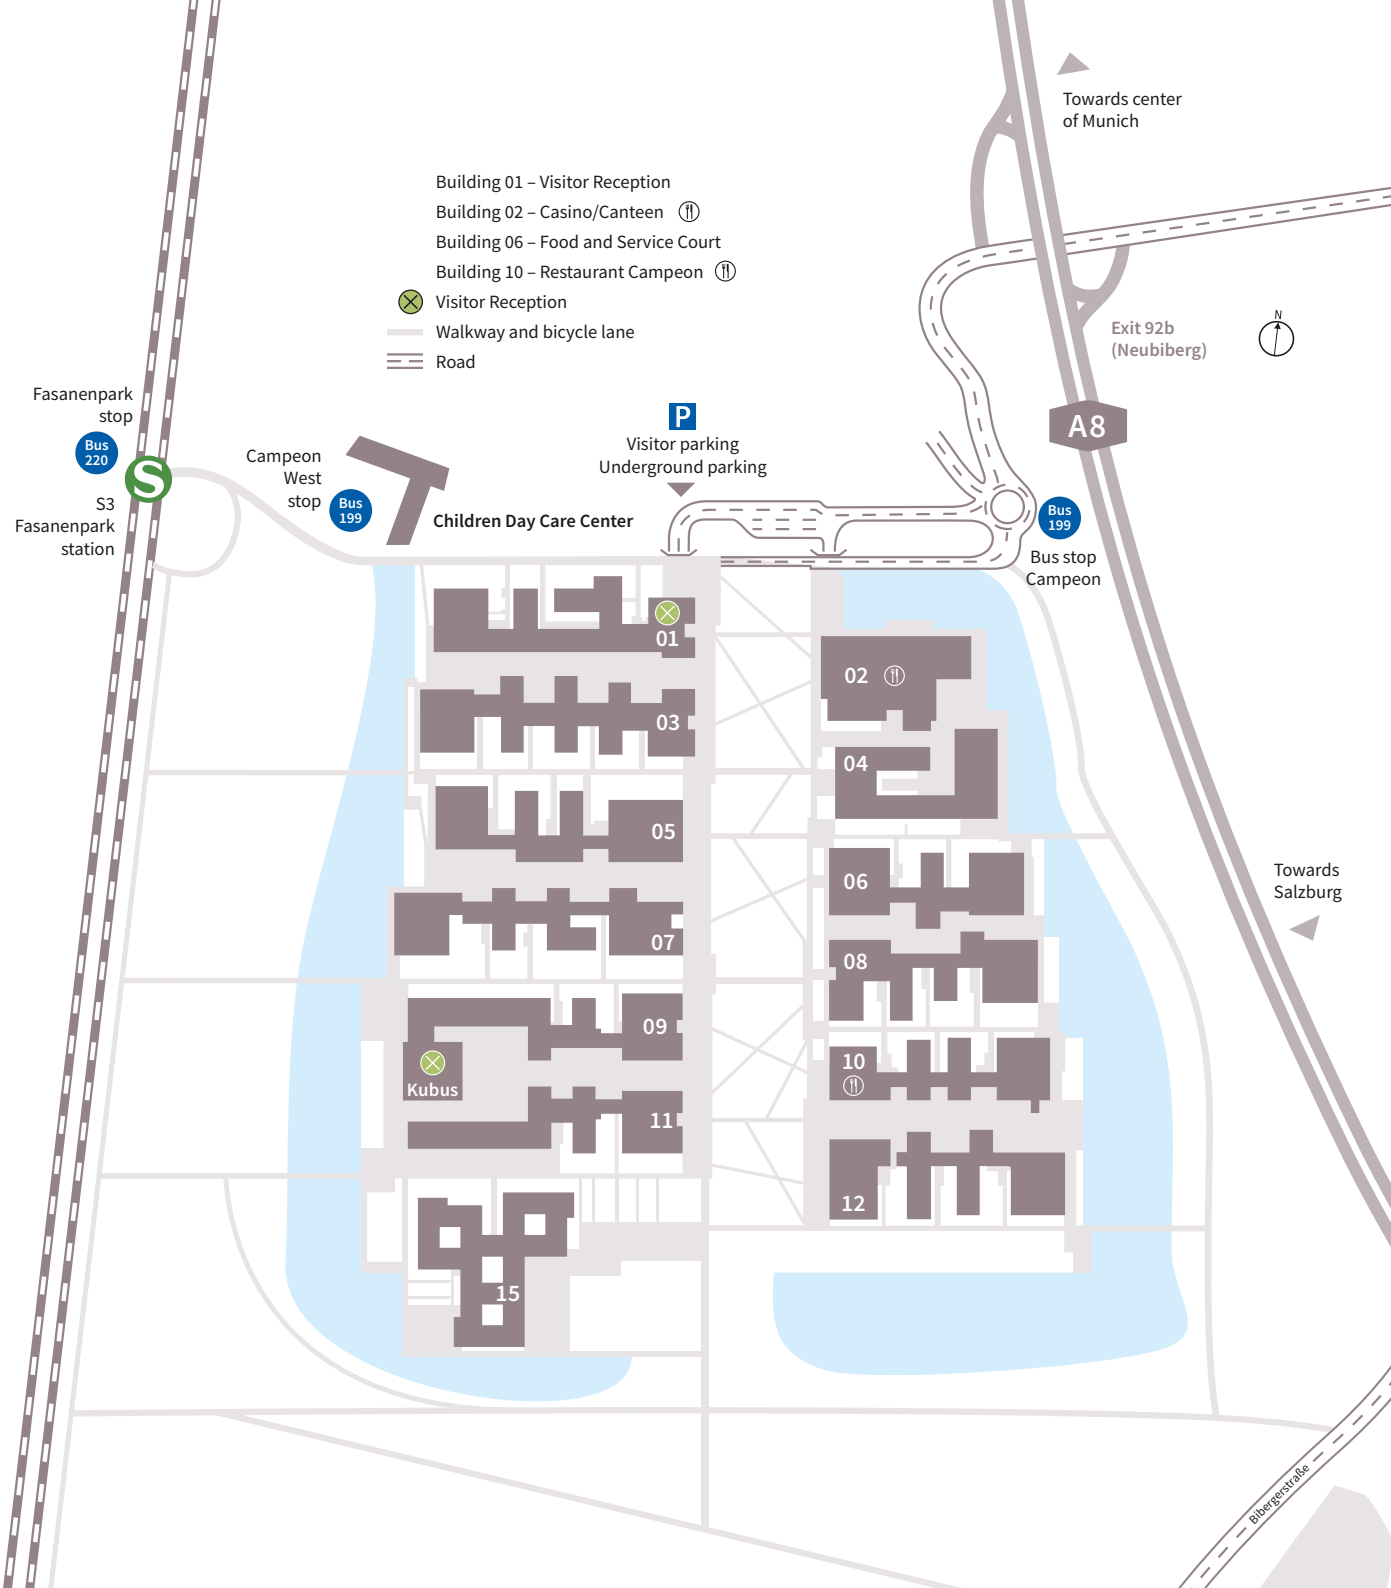 Towards center
of Munich
Building 01 – Visitor Reception
Building 02 – Casino/Canteen
Building 06 – Food and Service Court
Building 10 – Restaurant Campeon
Visitor Reception
Walkway and bicycle lane
Road
N
Exit 92b
(Neubiberg)
A8
Fasanenpark
stop
Bus
220
S
S3
Fasanenpark
station
Campeon
West
stop
Bus
199
Children Day Care Center
P
Visitor parking
Underground parking
Bus
199
Bus stop
Campeon
01
02
03
04
05
06
Towards
Salzburg
07
08
09
10
Kubus
11
12
15
Bibergerstraße